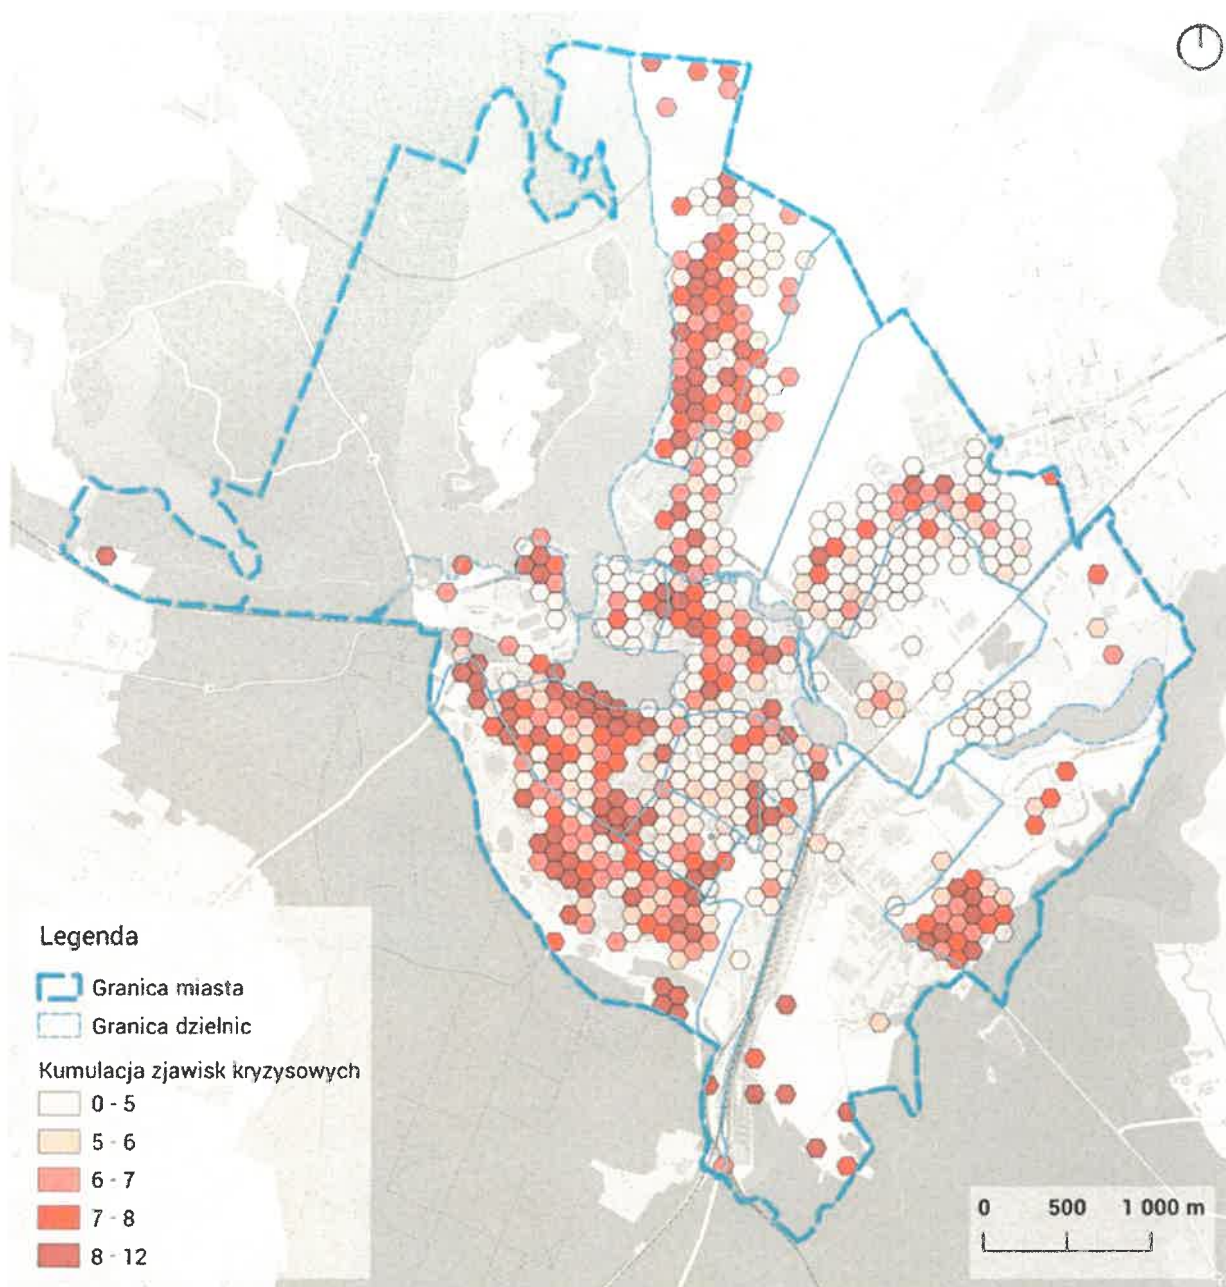 Legenda
Granica miasta
Granica dzielnic
Kumulacja zjawisk kryzysowych
0 - 5
5 - 6
6 - 7
7 - 8
8 - 12
0 500 1 000 m